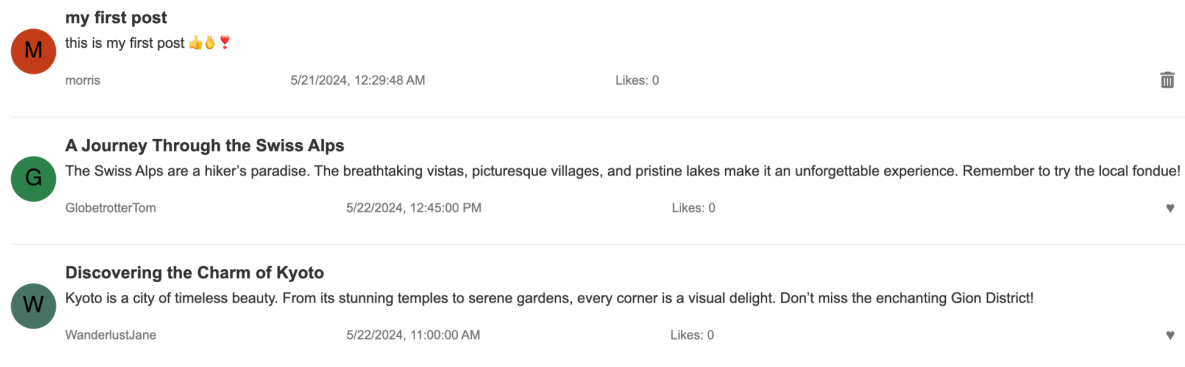 my first post
M
this is my first post 👍🫰❣️
morris 5/21/2024, 12:29:48 AM Likes: 0
A Journey Through the Swiss Alps
G
The Swiss Alps are a hiker’s paradise. The breathtaking vistas, picturesque villages, and pristine lakes make it an unforgettable experience. Remember to try the local fondue!
GlobetrotterTom 5/22/2024, 12:45:00 PM Likes: 0 ♥
Discovering the Charm of Kyoto
W
Kyoto is a city of timeless beauty. From its stunning temples to serene gardens, every corner is a visual delight. Don’t miss the enchanting Gion District!
WanderlustJane 5/22/2024, 11:00:00 AM Likes: 0 ♥